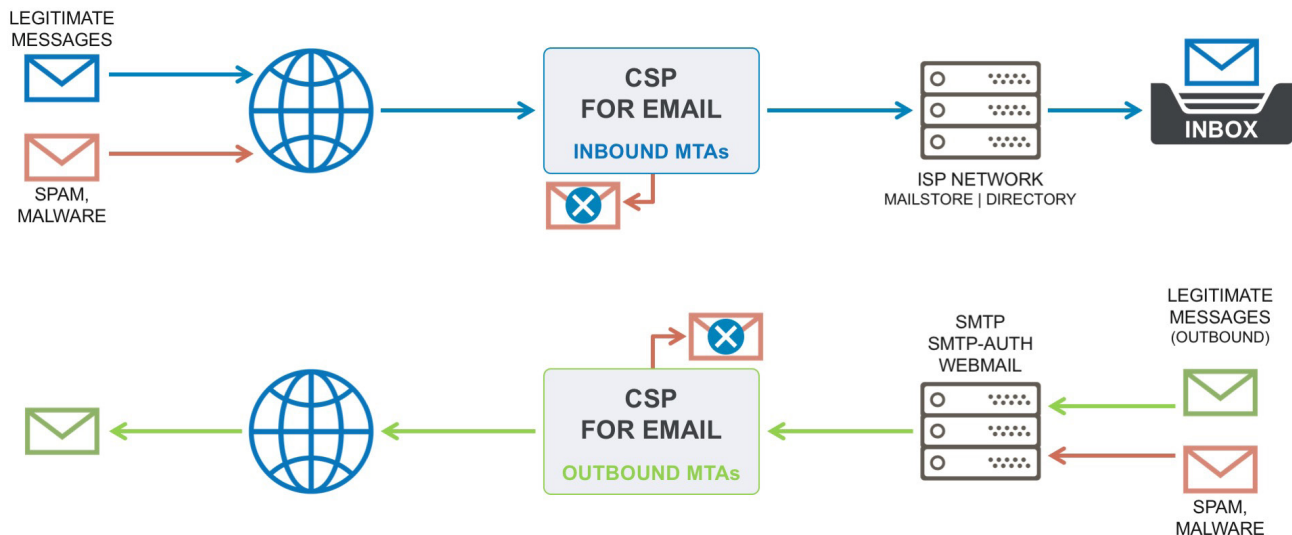 LEGITIMATE
MESSAGES
SPAM,
MALWARE
CSP
FOR EMAIL
INBOUND MTAs
ISP NETWORK
MAILSTORE | DIRECTORY
INBOX
CSP
FOR EMAIL
OUTBOUND MTAs
SMTP
SMTP-AUTH
WEBMAIL
LEGITIMATE
MESSAGES
(OUTBOUND)
SPAM,
MALWARE